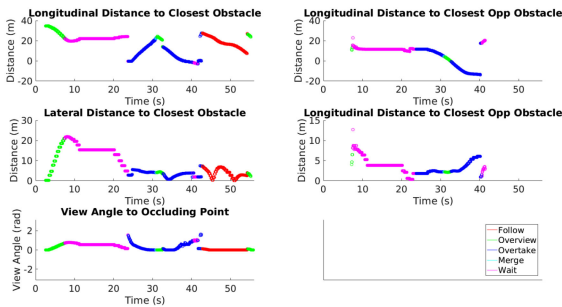 Longitudinal Distance to Closest Obstacle
Distance (m)
40
20
0
-20
0
10
20
30
40
50
Time (s)
Longitudinal Distance to Closest Opp Obstacle
Distance (m)
40
20
0
-20
0
10
20
30
40
50
Time (s)
Lateral Distance to Closest Obstacle
Distance (m)
30
20
10
0
0
10
20
30
40
50
Time (s)
Longitudinal Distance to Closest Opp Obstacle
Distance (m)
15
10
5
0
0
10
20
30
40
50
Time (s)
View Angle to Occluding Point
View Angle (rad)
2
0
-2
0
10
20
30
40
50
Time (s)
Follow
Overview
Overtake
Merge
Wait